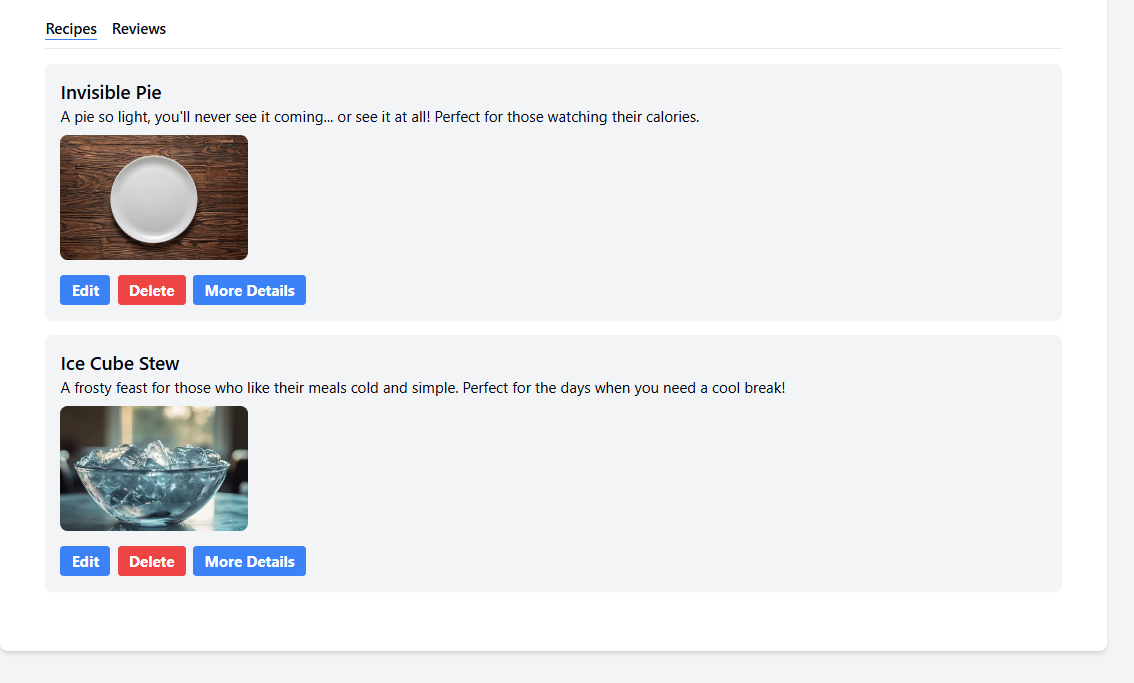 Recipes Reviews
Invisible Pie
A pie so light, you'll never see it coming... or see it at all! Perfect for those watching their calories.
Edit Delete More Details
Ice Cube Stew
A frosty feast for those who like their meals cold and simple. Perfect for the days when you need a cool break!
Edit Delete More Details